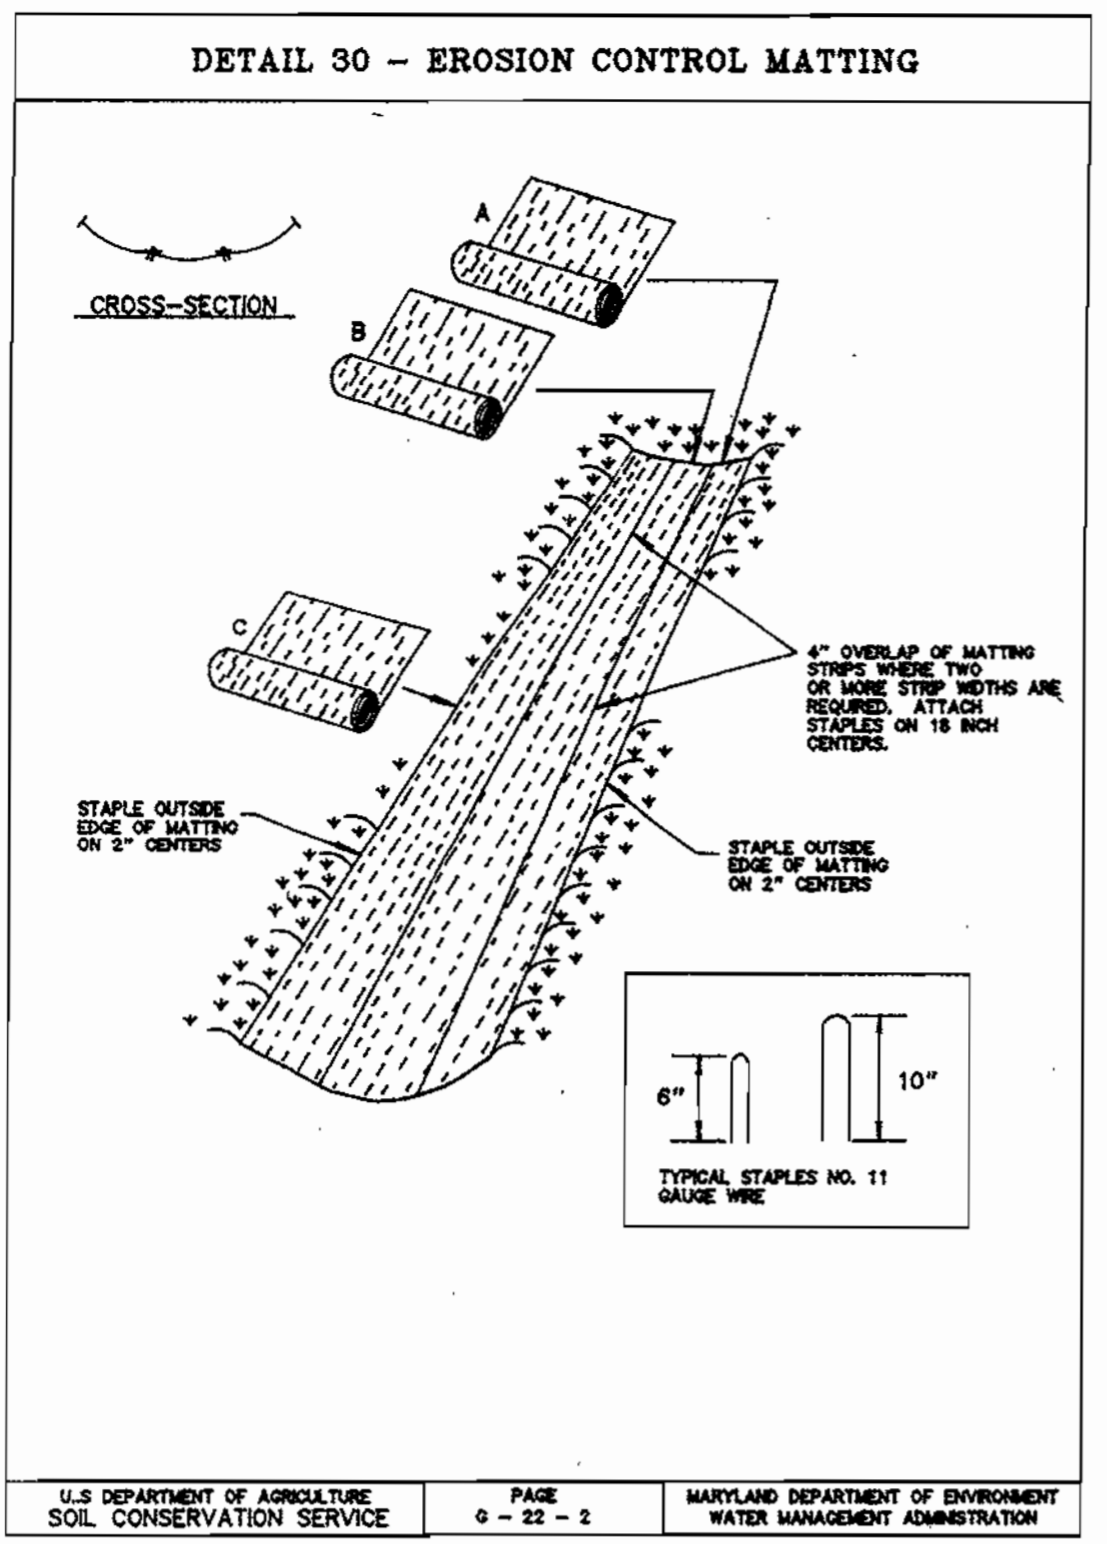 DETAIL 30 – EROSION CONTROL MATTING
A
CROSS-SECTION
B
C
4" OVERLAP OF MATTING
STRIPS WHERE TWO
OR MORE STRIP WIDTHS ARE
REQUIRED. ATTACH
STAPLES ON 18 INCH
CENTERS.
STAPLE OUTSIDE
EDGE OF MATTING
ON 2" CENTERS
STAPLE OUTSIDE
EDGE OF MATTING
ON 2" CENTERS
6"
10"
TYPICAL STAPLES NO. 11
GAUGE WIRE
U.S DEPARTMENT OF AGRICULTURE
SOIL CONSERVATION SERVICE
PAGE
G – 22 – 2
MARYLAND DEPARTMENT OF ENVIRONMENT
WATER MANAGEMENT ADMINISTRATION